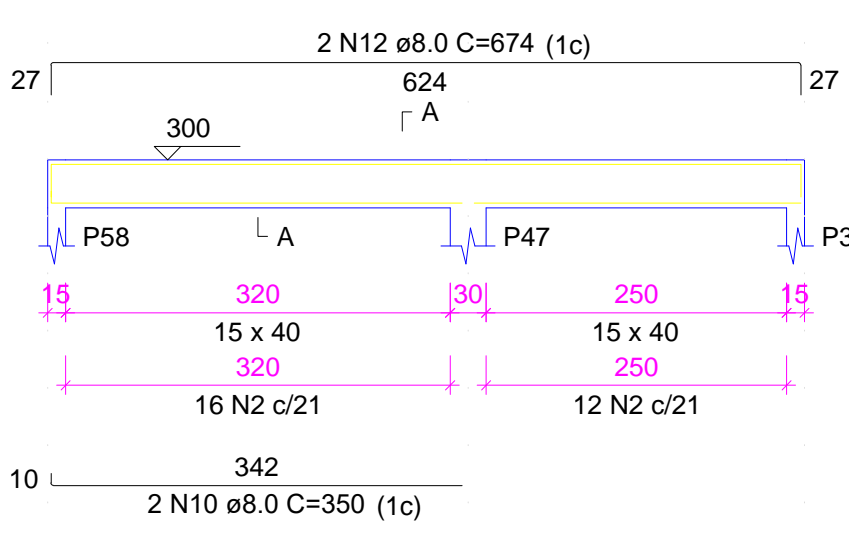 2 N12 ø8.0 C=674 (1c)
27 624 27
A
300
A
P58 P47 P3
15 320 30 250 15
15 x 40 15 x 40
320 250
16 N2 c/21 12 N2 c/21
10 342
2 N10 ø8.0 C=350 (1c)